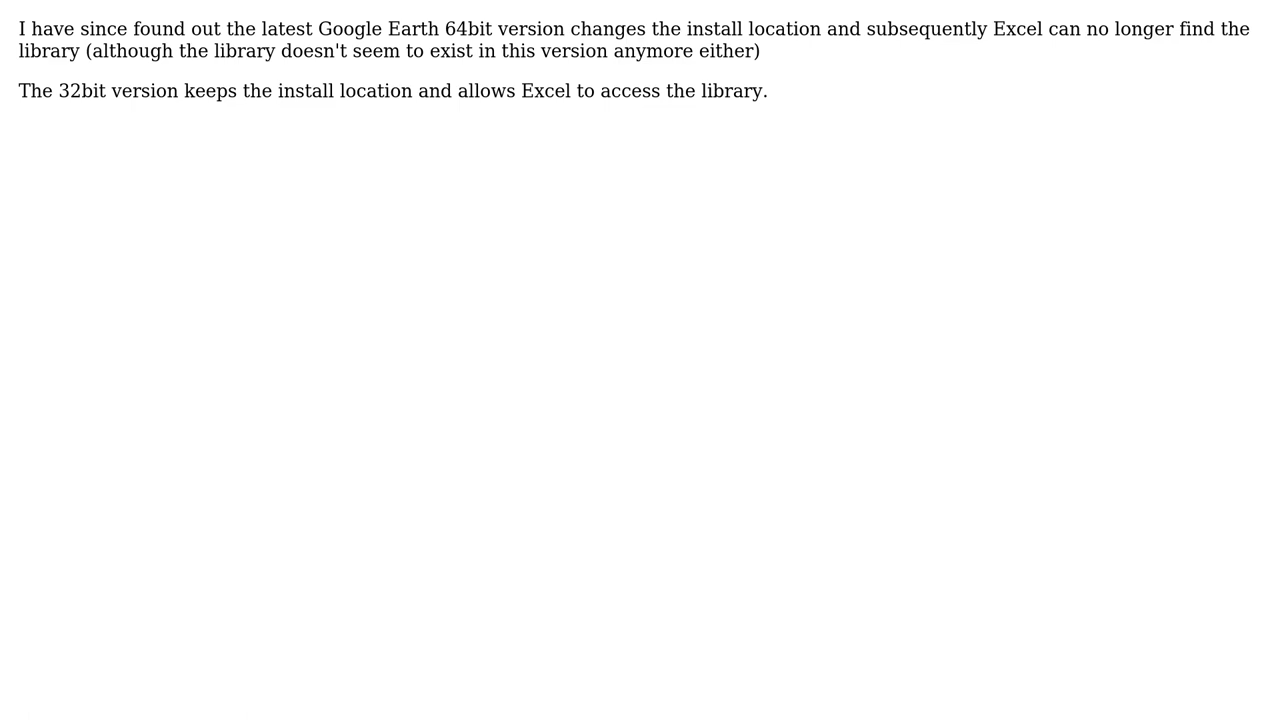 I have since found out the latest Google Earth 64bit version changes the install location and subsequently Excel can no longer find the
library (although the library doesn't seem to exist in this version anymore either)
The 32bit version keeps the install location and allows Excel to access the library.